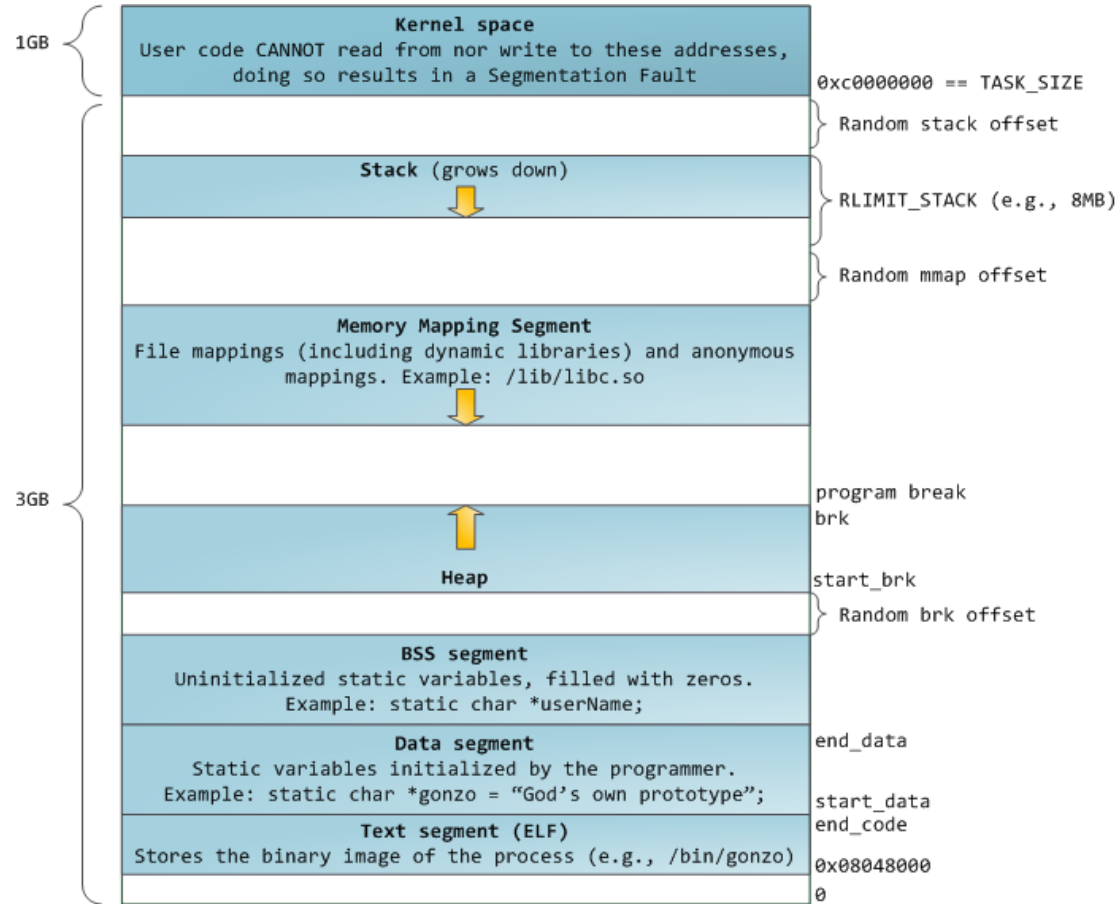 Kernel space
1GB
User code CANNOT read from nor write to these addresses,
doing so results in a Segmentation Fault
0xc0000000 == TASK_SIZE
Random stack offset
Stack (grows down)
RLIMIT_STACK (e.g., 8MB)
Random mmap offset
Memory Mapping Segment
File mappings (including dynamic libraries) and anonymous
mappings. Example: /lib/libc.so
3GB
program break
brk
Heap
start_brk
Random brk offset
BSS segment
Uninitialized static variables, filled with zeros.
Example: static char *userName;
Data segment
end_data
Static variables initialized by the programmer.
Example: static char *gonzo = “God’s own prototype”;
start_data
end_code
Text segment (ELF)
Stores the binary image of the process (e.g., /bin/gonzo)
0x08048000
0